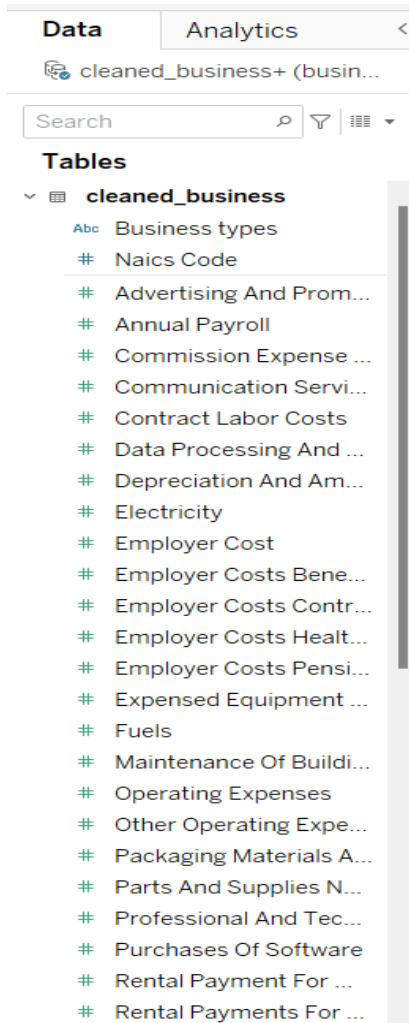 Data
Analytics
cleaned_business+ (busin...
Search
Tables
cleaned_business
Abc Business types
# Naics Code
# Advertising And Prom...
# Annual Payroll
# Commission Expense ...
# Communication Servi...
# Contract Labor Costs
# Data Processing And ...
# Depreciation And Am...
# Electricity
# Employer Cost
# Employer Costs Bene...
# Employer Costs Contr...
# Employer Costs Healt...
# Employer Costs Pensi...
# Expensed Equipment ...
# Fuels
# Maintenance Of Buildi...
# Operating Expenses
# Other Operating Expe...
# Packaging Materials A...
# Parts And Supplies N...
# Professional And Tec...
# Purchases Of Software
# Rental Payment For ...
# Rental Payments For ...